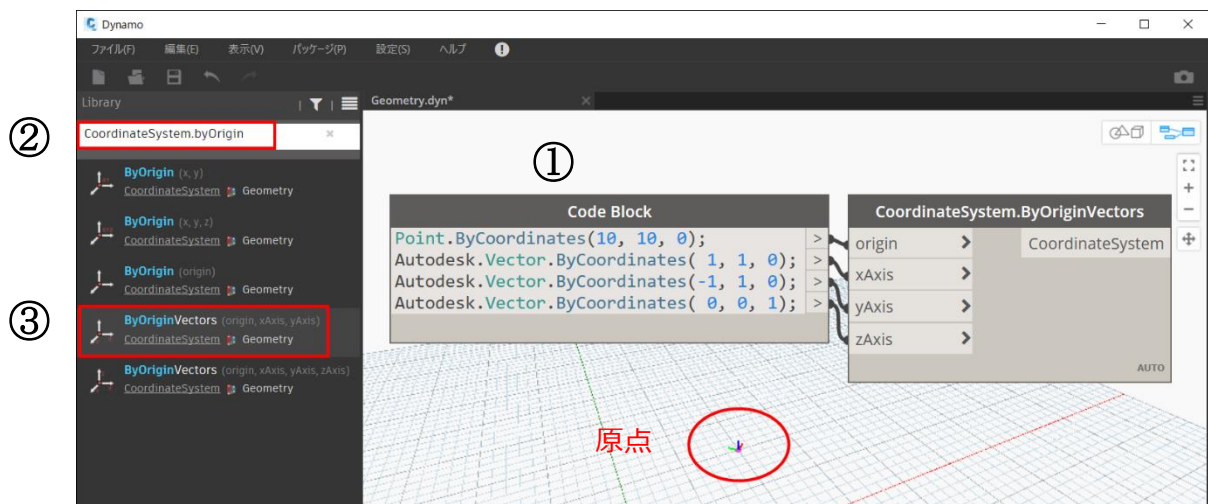 Dynamo
ファイル(F) 編集(E) 表示(V) パッケージ(P) 設定(S) ヘルプ
Library
Geometry.dyn*
②
CoordinateSystem.byOrigin
①
ByOrigin (x, y)
CoordinateSystem Geometry
ByOrigin (x, y, z)
CoordinateSystem Geometry
ByOrigin (origin)
CoordinateSystem Geometry
③
ByOriginVectors (origin, xAxis, yAxis)
CoordinateSystem Geometry
ByOriginVectors (origin, xAxis, yAxis, zAxis)
CoordinateSystem Geometry
Code Block
Point.ByCoordinates(10, 10, 0); >
Autodesk.Vector.ByCoordinates( 1, 1, 0); >
Autodesk.Vector.ByCoordinates(-1, 1, 0); >
Autodesk.Vector.ByCoordinates( 0, 0, 1); >
CoordinateSystem.ByOriginVectors
origin > CoordinateSystem
xAxis >
yAxis >
zAxis >
AUTO
原点